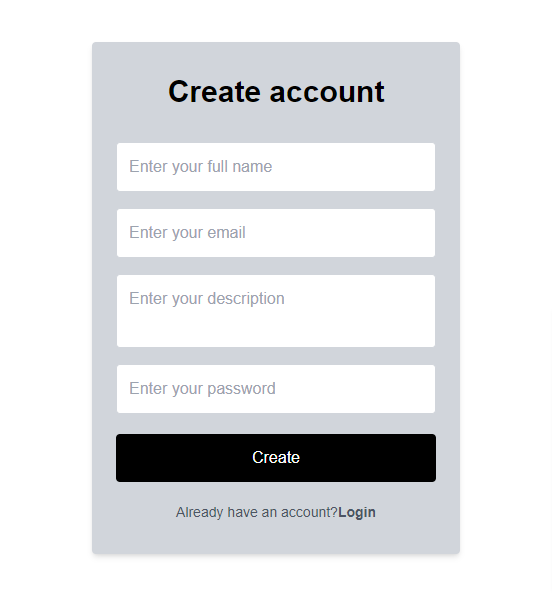 Create account
Enter your full name
Enter your email
Enter your description
Enter your password
Create
Already have an account?Login